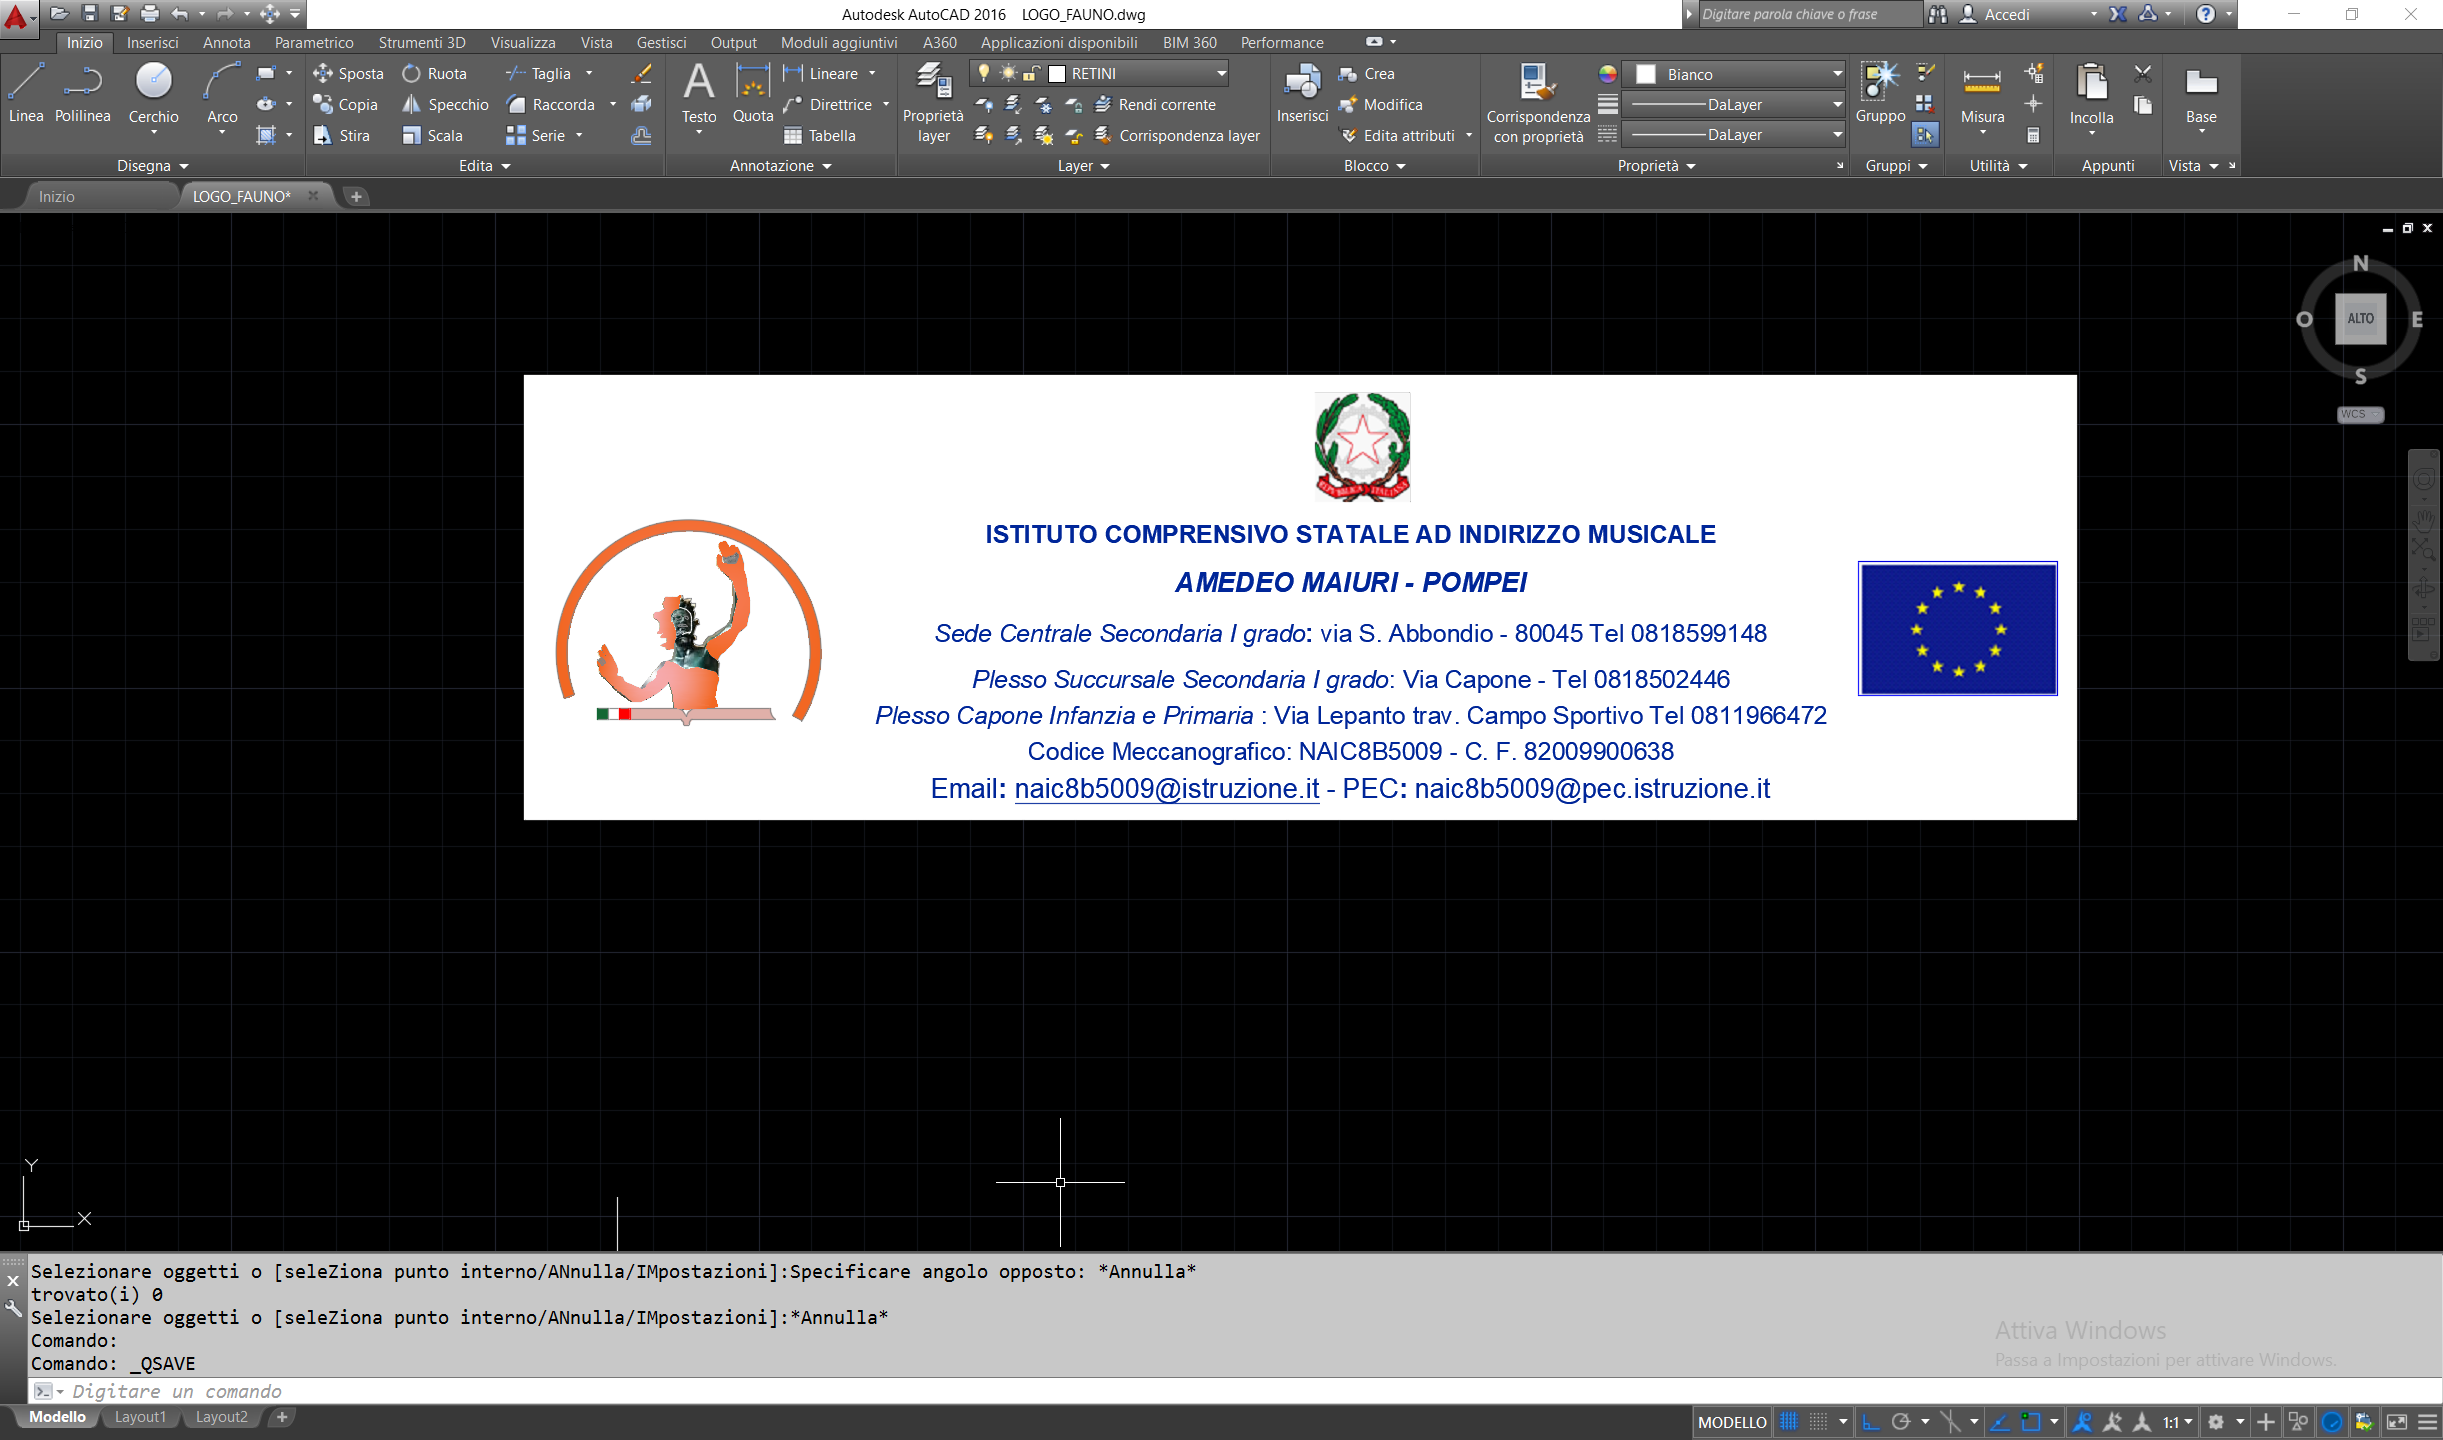 Autodesk AutoCAD 2016 LOGO_FAUNO.dwg
Digitare parola chiave o frase
Accedi
Inizio Inserisci Annota Parametrico Strumenti 3D Visualizza Vista Gestisci Output Moduli aggiuntivi A360 Applicazioni disponibili BIM 360 Performance
Linea Polilinea Cerchio Arco
Sposta Ruota Taglia
Copia Specchio Raccorda
Stira Scala Serie
Testo Quota
Lineare
Direttrice
Tabella
Proprietà layer
RETINI
Rendi corrente
Corrispondenza layer
Inserisci
Crea
Modifica
Edita attributi
Corrispondenza con proprietà
Bianco
DaLayer
DaLayer
Gruppo
Misura
Incolla
Base
Disegna Edita Annotazione Layer Blocco Proprietà Gruppi Utilità Appunti Vista
Inizio LOGO_FAUNO*
N
O ALTO E
S
WCS
ISTITUTO COMPRENSIVO STATALE AD INDIRIZZO MUSICALE
AMEDEO MAIURI - POMPEI
Sede Centrale Secondaria I grado: via S. Abbondio - 80045 Tel 0818599148
Plesso Succursale Secondaria I grado: Via Capone - Tel 0818502446
Plesso Capone Infanzia e Primaria : Via Lepanto trav. Campo Sportivo Tel 0811966472
Codice Meccanografico: NAIC8B5009 - C. F. 82009900638
Email: naic8b5009@istruzione.it - PEC: naic8b5009@pec.istruzione.it
Y
X
Selezionare oggetti o [seleZiona punto interno/ANnulla/IMpostazioni]:Specificare angolo opposto: *Annulla*
trovato(i) 0
Selezionare oggetti o [seleZiona punto interno/ANnulla/IMpostazioni]:*Annulla*
Comando:
Comando: _QSAVE
Digitare un comando
Attiva Windows
Passa a Impostazioni per attivare Windows.
Modello Layout1 Layout2
MODELLO 1:1